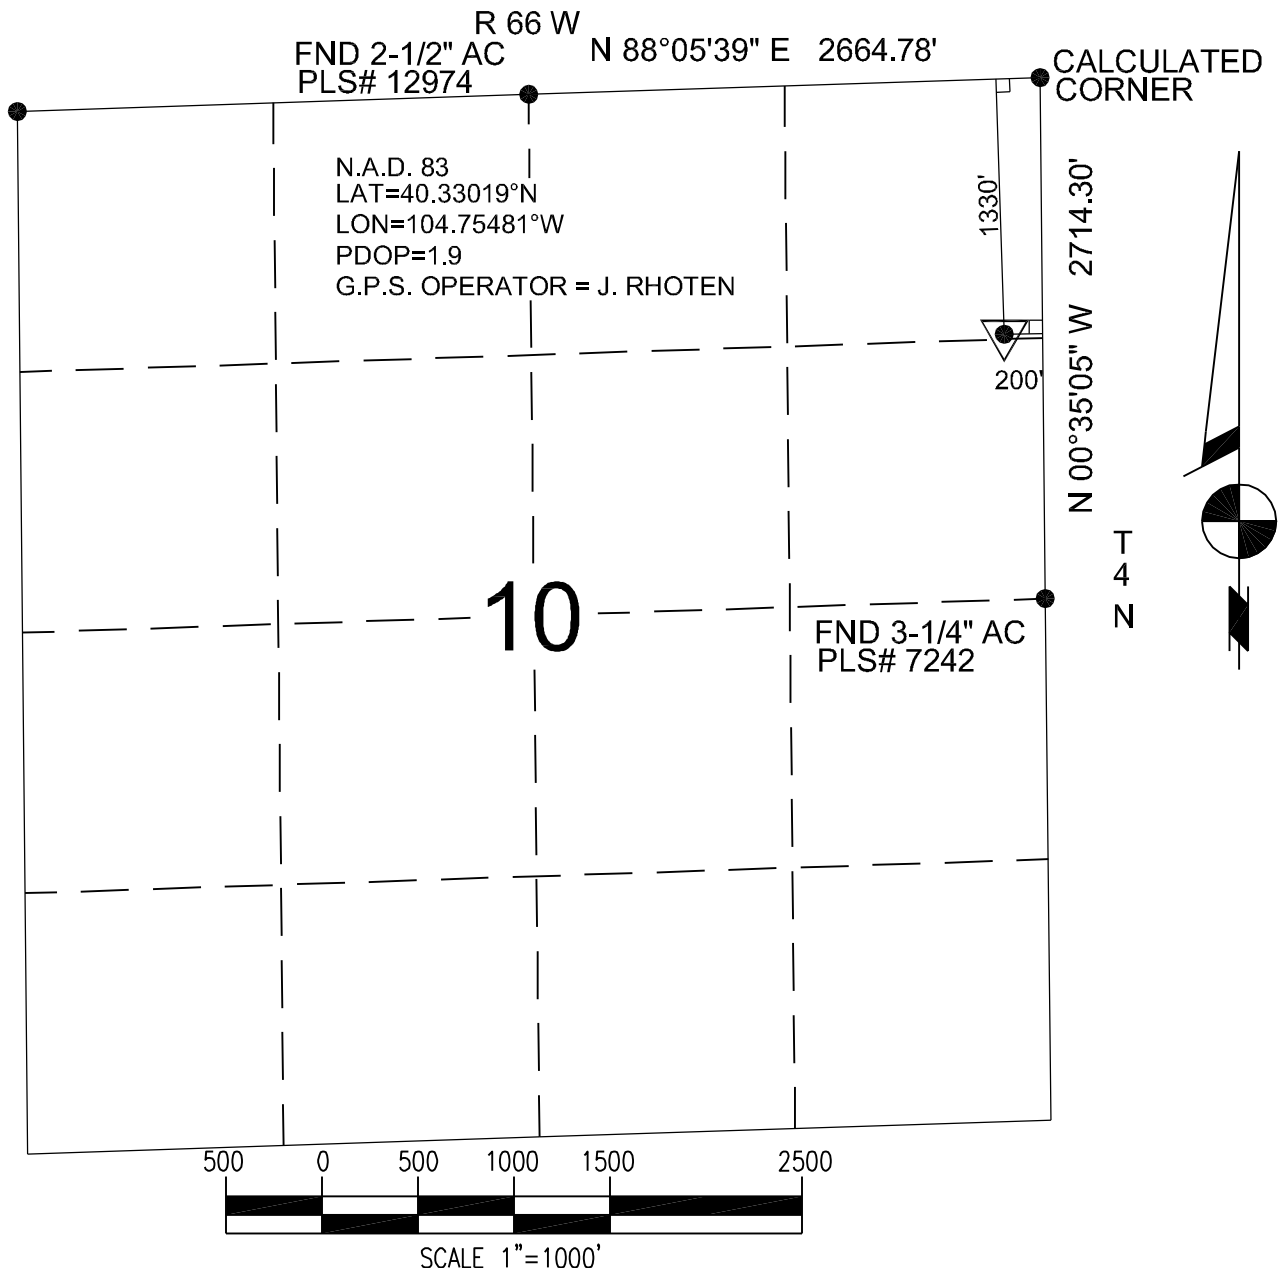 R 66 W
FND 2-1/2" AC
PLS# 12974
N 88°05'39" E 2664.78'
CALCULATED
CORNER
N.A.D. 83
LAT=40.33019°N
LON=104.75481°W
PDOP=1.9
G.P.S. OPERATOR = J. RHOTEN
1330'
N 00°35'05" W 2714.30'
200'
T
4
N
10
FND 3-1/4" AC
PLS# 7242
500 0 500 1000 1500 2500
SCALE 1"=1000'